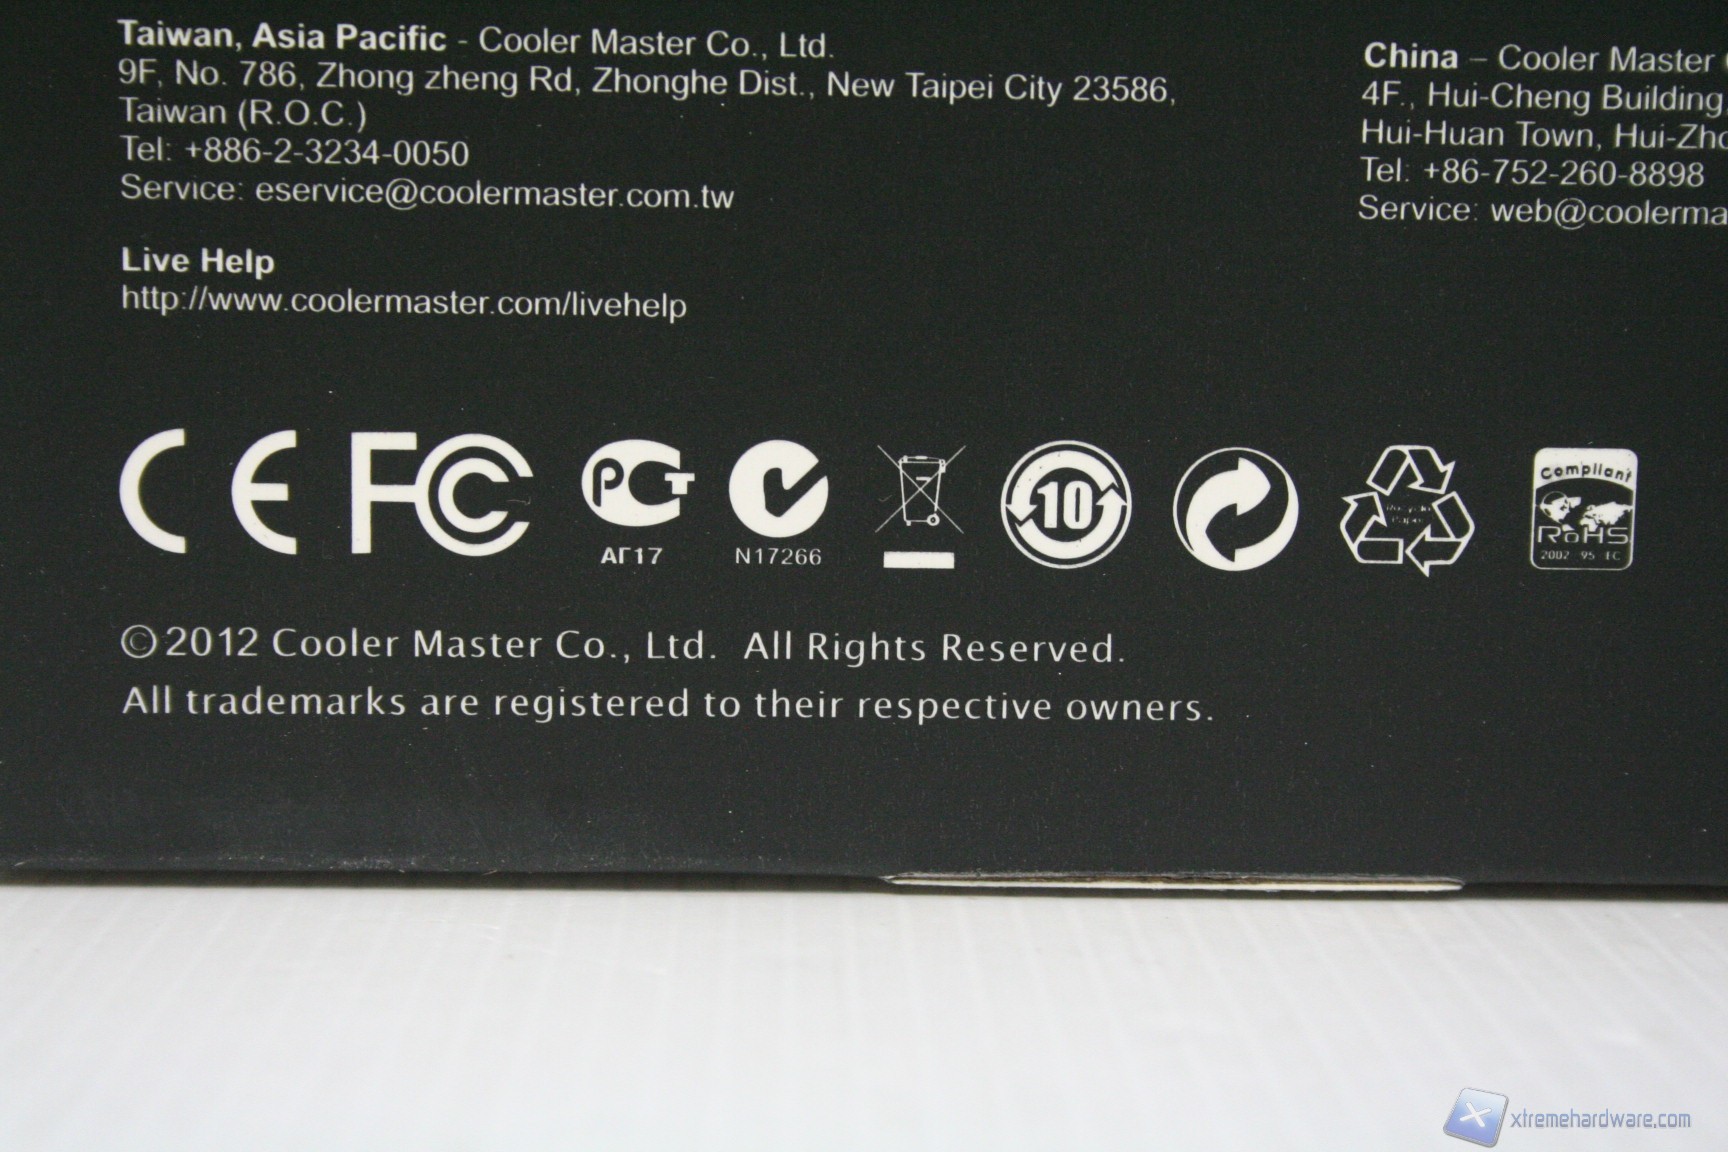 Taiwan, Asia Pacific - Cooler Master Co., Ltd.
9F, No. 786, Zhong zheng Rd, Zhonghe Dist., New Taipei City 23586,
Taiwan (R.O.C.)
Tel: +886-2-3234-0050
Service: eservice@coolermaster.com.tw
China – Cooler Master
4F., Hui-Cheng Building,
Hui-Huan Town, Hui-Zho
Tel: +86-752-260-8898
Service: web@coolerma
Live Help
http://www.coolermaster.com/livehelp
CE FC РСТ 10 Recycle Paper Compliant
RoHS
АГ17 N17266 2002 95 EC
©2012 Cooler Master Co., Ltd. All Rights Reserved.
All trademarks are registered to their respective owners.
xtremehardware.com